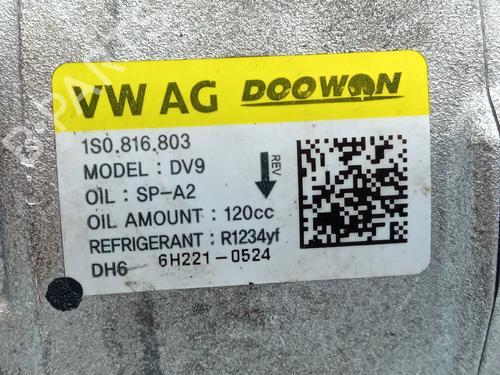 VW AG DOOWON
1S0.816.803
MODEL : DV9
OIL : SP-A2
OIL AMOUNT : 120cc
REFRIGERANT : R1234yf
DH6 6H221-0524
REV